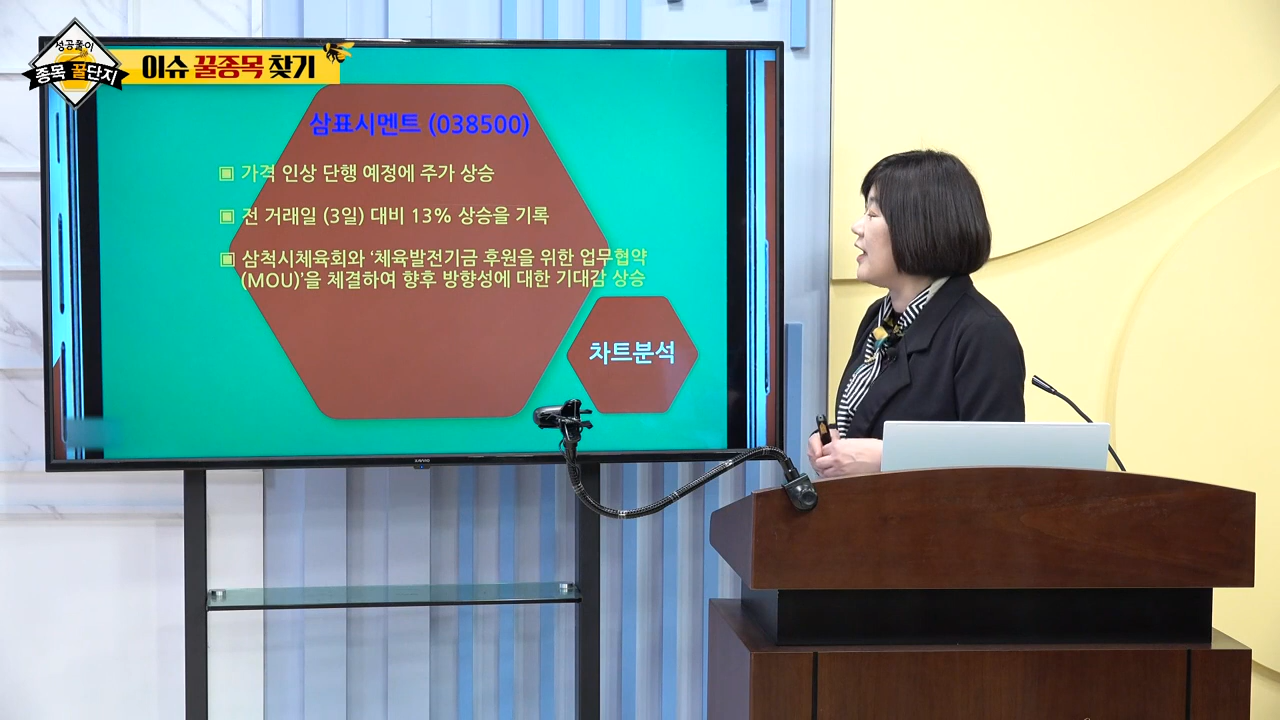 성공풀이
종목 꿀단지
이슈 꿀종목 찾기
삼표시멘트 (038500)
▣ 가격 인상 단행 예정에 주가 상승
▣ 전 거래일 (3일) 대비 13% 상승을 기록
▣ 삼척시체육회와 ‘체육발전기금 후원을 위한 업무협약
(MOU)’을 체결하여 향후 방향성에 대한 기대감 상승
차트분석